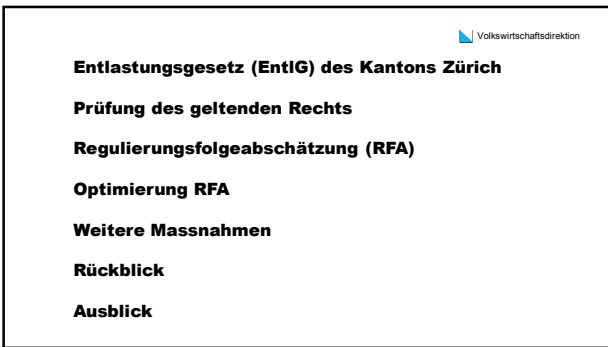 Volkswirtschaftsdirektion
Entlastungsgesetz (EntlG) des Kantons Zürich
Prüfung des geltenden Rechts
Regulierungsfolgeabschätzung (RFA)
Optimierung RFA
Weitere Massnahmen
Rückblick
Ausblick